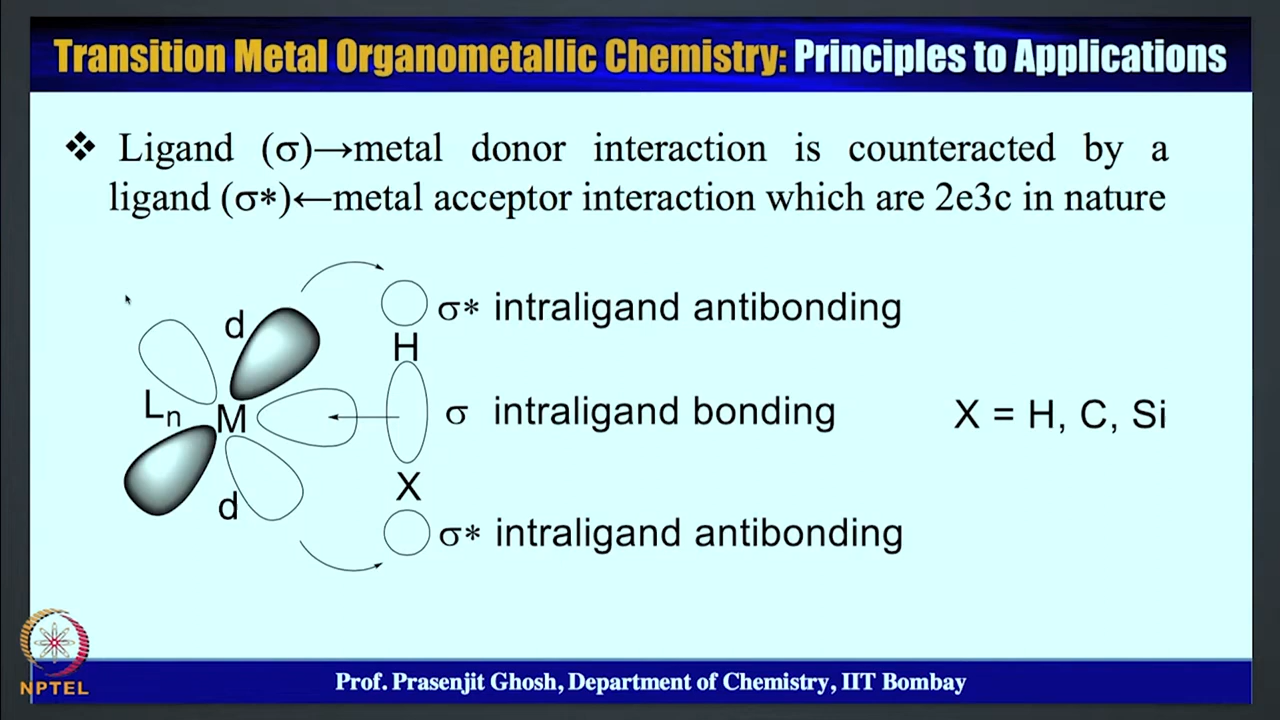 Transition Metal Organometallic Chemistry: Principles to Applications
❖ Ligand (σ)→metal donor interaction is counteracted by a
ligand (σ*)←metal acceptor interaction which are 2e3c in nature
d
σ* intraligand antibonding
H
Ln M
σ intraligand bonding
X = H, C, Si
X
d
σ* intraligand antibonding
NPTEL
Prof. Prasenjit Ghosh, Department of Chemistry, IIT Bombay